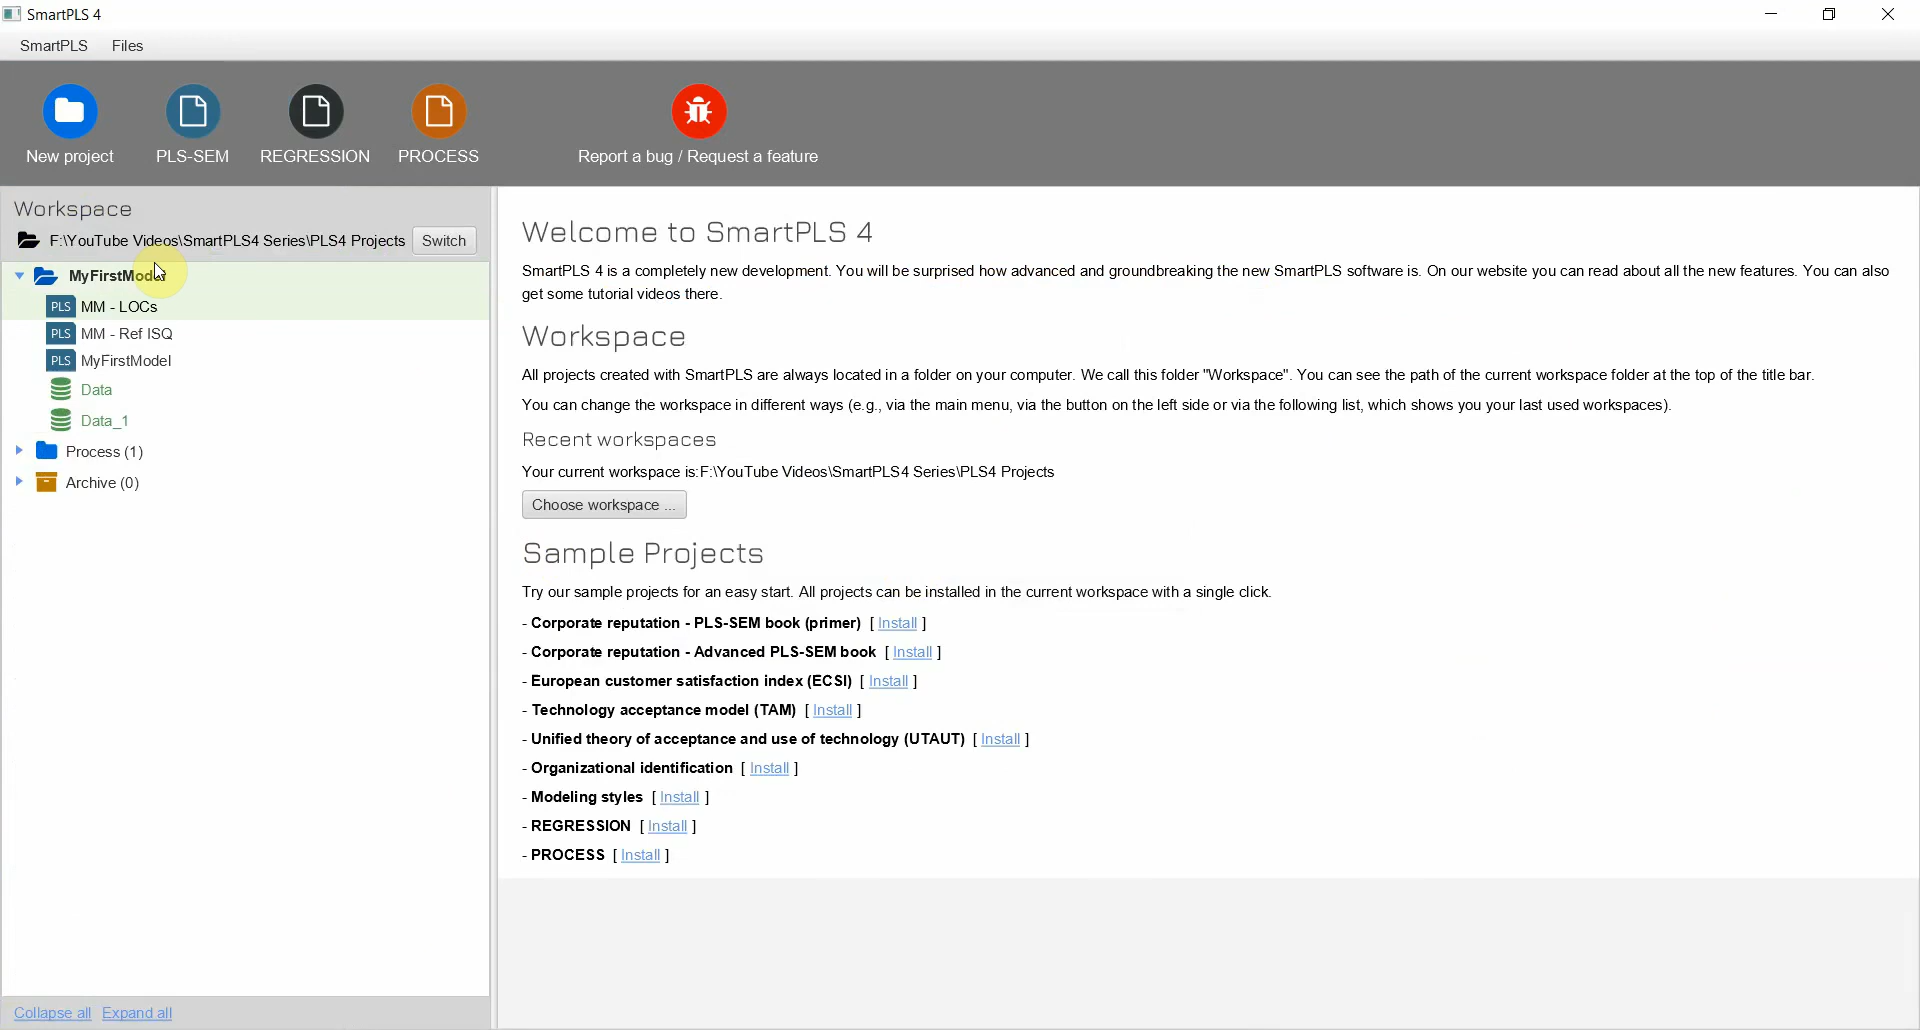 SmartPLS 4
SmartPLS Files
New project PLS-SEM REGRESSION PROCESS Report a bug / Request a feature
Workspace
F:\YouTube Videos\SmartPLS4 Series\PLS4 Projects Switch
MyFirstModel
PLS MM - LOCs
PLS MM - Ref ISQ
PLS MyFirstModel
Data
Data_1
Process (1)
Archive (0)
Collapse all Expand all
Welcome to SmartPLS 4
SmartPLS 4 is a completely new development. You will be surprised how advanced and groundbreaking the new SmartPLS software is. On our website you can read about all the new features. You can also
get some tutorial videos there.
Workspace
All projects created with SmartPLS are always located in a folder on your computer. We call this folder "Workspace". You can see the path of the current workspace folder at the top of the title bar.
You can change the workspace in different ways (e.g., via the main menu, via the button on the left side or via the following list, which shows you your last used workspaces).
Recent workspaces
Your current workspace is:F:\YouTube Videos\SmartPLS4 Series\PLS4 Projects
Choose workspace ...
Sample Projects
Try our sample projects for an easy start. All projects can be installed in the current workspace with a single click.
- Corporate reputation - PLS-SEM book (primer) [ Install ]
- Corporate reputation - Advanced PLS-SEM book [ Install ]
- European customer satisfaction index (ECSI) [ Install ]
- Technology acceptance model (TAM) [ Install ]
- Unified theory of acceptance and use of technology (UTAUT) [ Install ]
- Organizational identification [ Install ]
- Modeling styles [ Install ]
- REGRESSION [ Install ]
- PROCESS [ Install ]